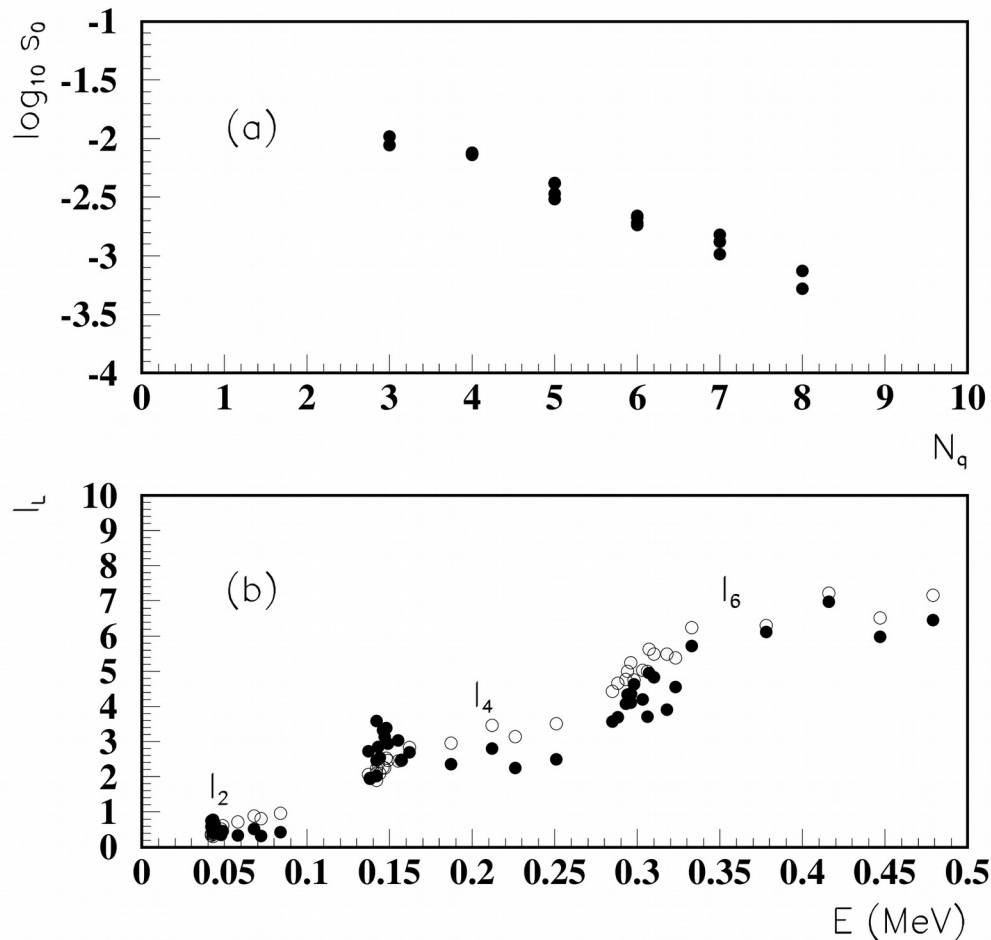 log₁₀ s₀
-1
-1.5
-2
-2.5
-3
-3.5
-4
(a)
0 1 2 3 4 5 6 7 8 9 10
N_q
I_L
10
9
8
7
6
5
4
3
2
1
0
(b)
I₆
I₄
I₂
0 0.05 0.1 0.15 0.2 0.25 0.3 0.35 0.4 0.45 0.5
E (MeV)